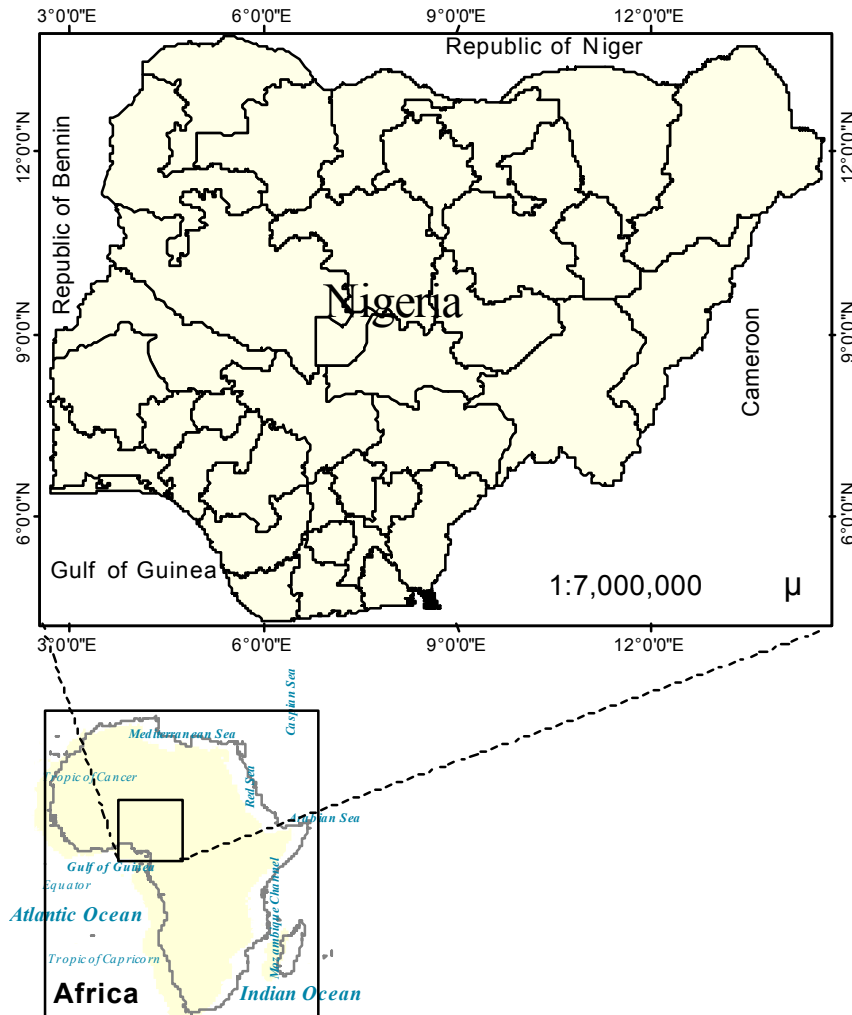 3°0'0"E 6°0'0"E 9°0'0"E 12°0'0"E
Republic of Niger
12°0'0"N
12°0'0"N
Republic of Bennin
Nigeria
9°0'0"N
9°0'0"N
Cameroon
6°0'0"N
6°0'0"N
Gulf of Guinea
1:7,000,000 µ
3°0'0"E 6°0'0"E 9°0'0"E 12°0'0"E
Caspian Sea
Mediterranean Sea
Tropic of Cancer
Red Sea
Arabian Sea
Gulf of Guinea
Equator
Mozambique Channel
Atlantic Ocean
Tropic of Capricorn
Africa
Indian Ocean